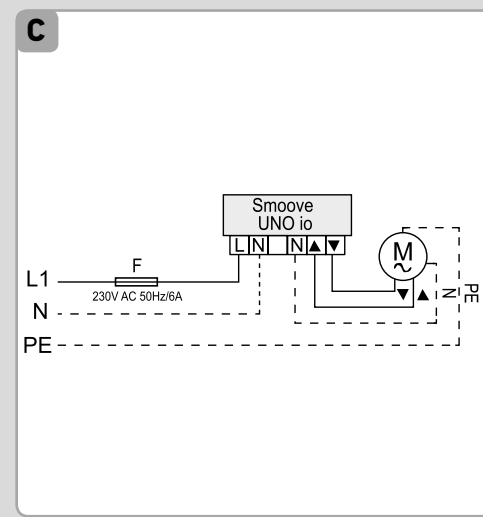 C
Smoove
UNO io
L N N ▲ ▼
M
~
L1
F
230V AC 50Hz/6A
N
PE
▼ ▲
N
PE